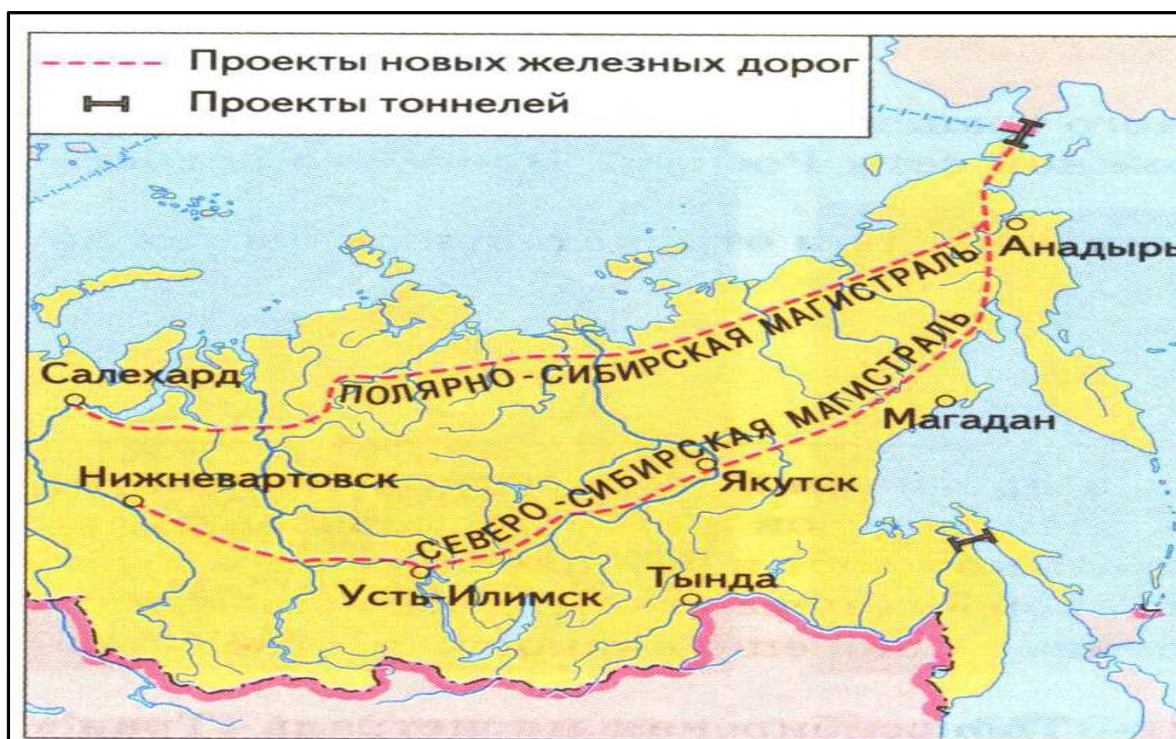 Проекты новых железных дорог
Проекты тоннелей
Анадырь
ПОЛЯРНО-СИБИРСКАЯ МАГИСТРАЛЬ
Салехард
СЕВЕРО-СИБИРСКАЯ МАГИСТРАЛЬ
Магадан
Нижневартовск
Якутск
Усть-Илимск
Тында